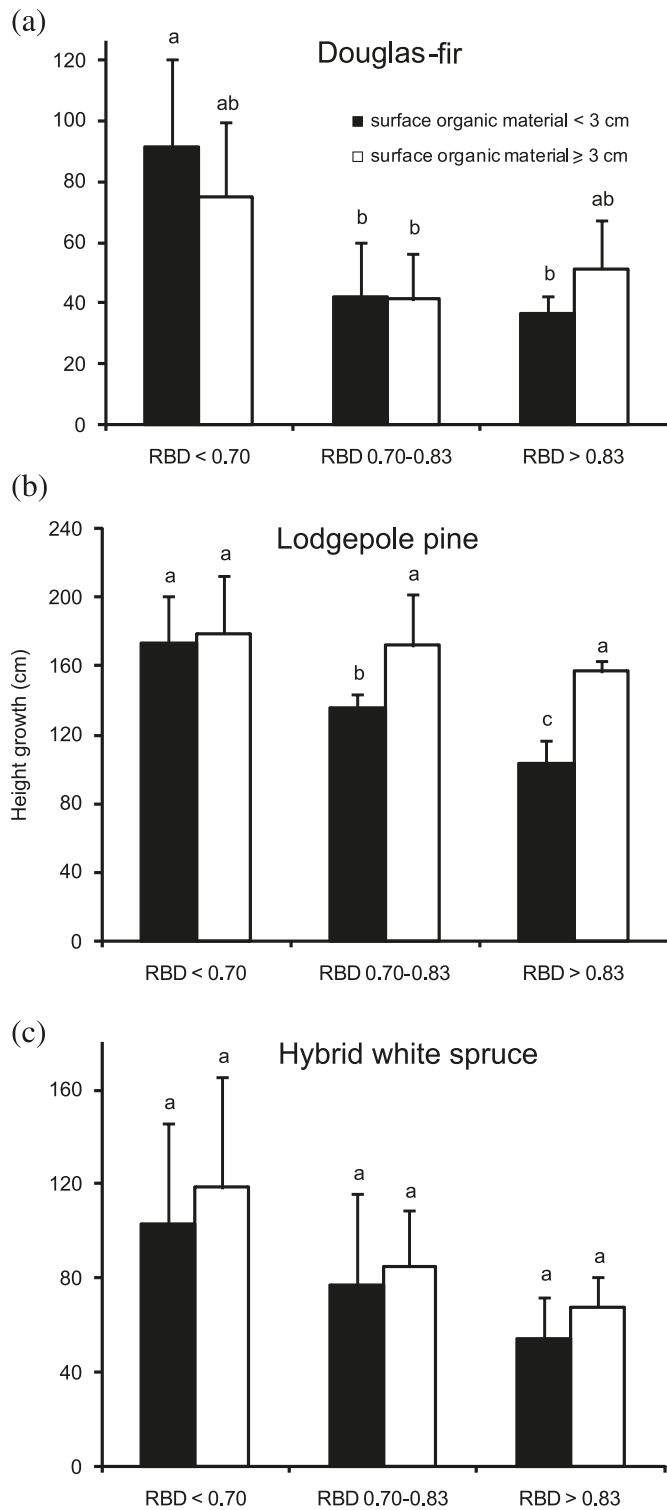 (a)
Douglas-fir
■ surface organic material < 3 cm
□ surface organic material ≥ 3 cm
a
ab
b
b
b
ab
120
100
80
60
40
20
0
RBD < 0.70
RBD 0.70-0.83
RBD > 0.83
(b)
Lodgepole pine
Height growth (cm)
a
a
b
a
c
a
240
200
160
120
80
40
0
RBD < 0.70
RBD 0.70-0.83
RBD > 0.83
(c)
Hybrid white spruce
a
a
a
a
a
a
160
120
80
40
0
RBD < 0.70
RBD 0.70-0.83
RBD > 0.83